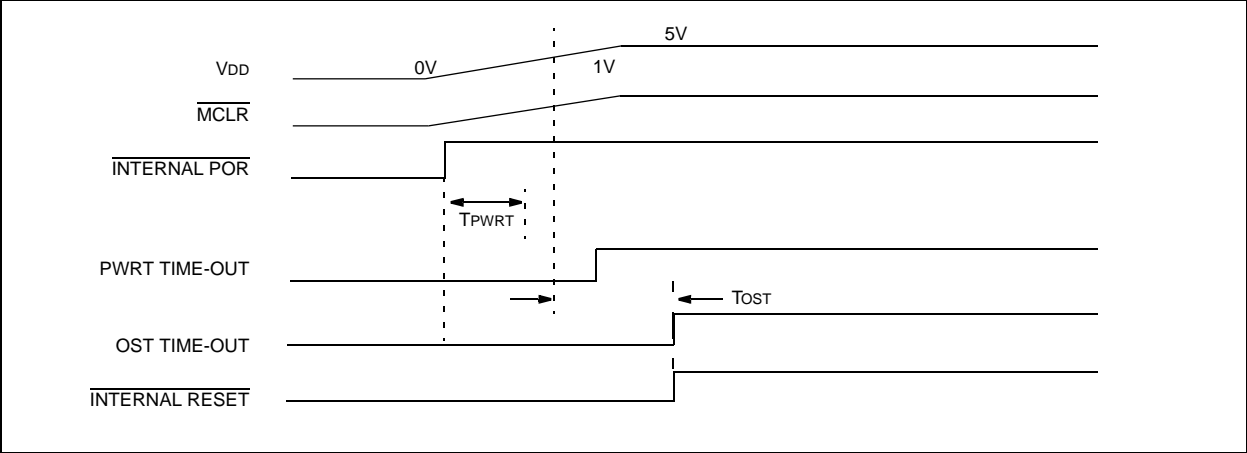 5V
VDD
0V
1V
MCLR
INTERNAL POR
TPWRT
PWRT TIME-OUT
TOST
OST TIME-OUT
INTERNAL RESET